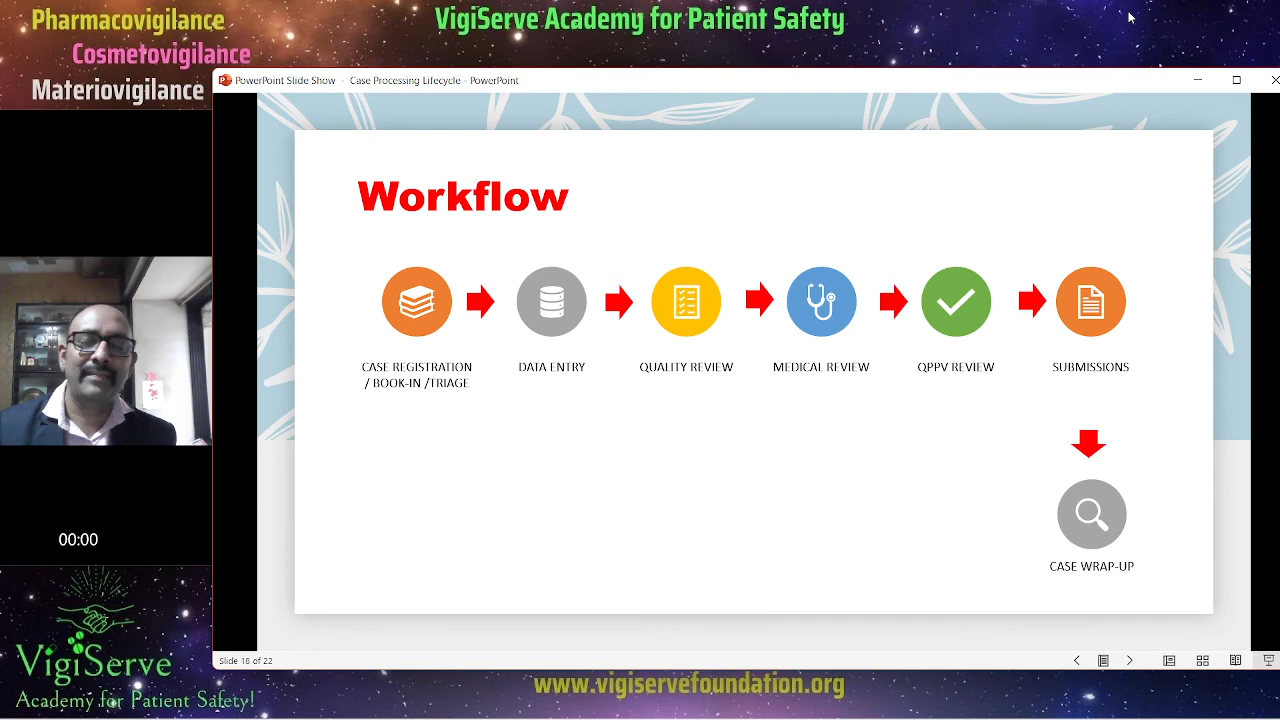 Pharmacovigilance
Cosmetovigilance
Materiovigilance
VigiServe Academy for Patient Safety
PowerPoint Slide Show - Case Processing Lifecycle - PowerPoint
Workflow
CASE REGISTRATION
/ BOOK-IN /TRIAGE
DATA ENTRY
QUALITY REVIEW
MEDICAL REVIEW
QPPV REVIEW
SUBMISSIONS
CASE WRAP-UP
00:00
Slide 18 of 22
VigiServe
Academy for Patient Safety!
www.vigiservefoundation.org